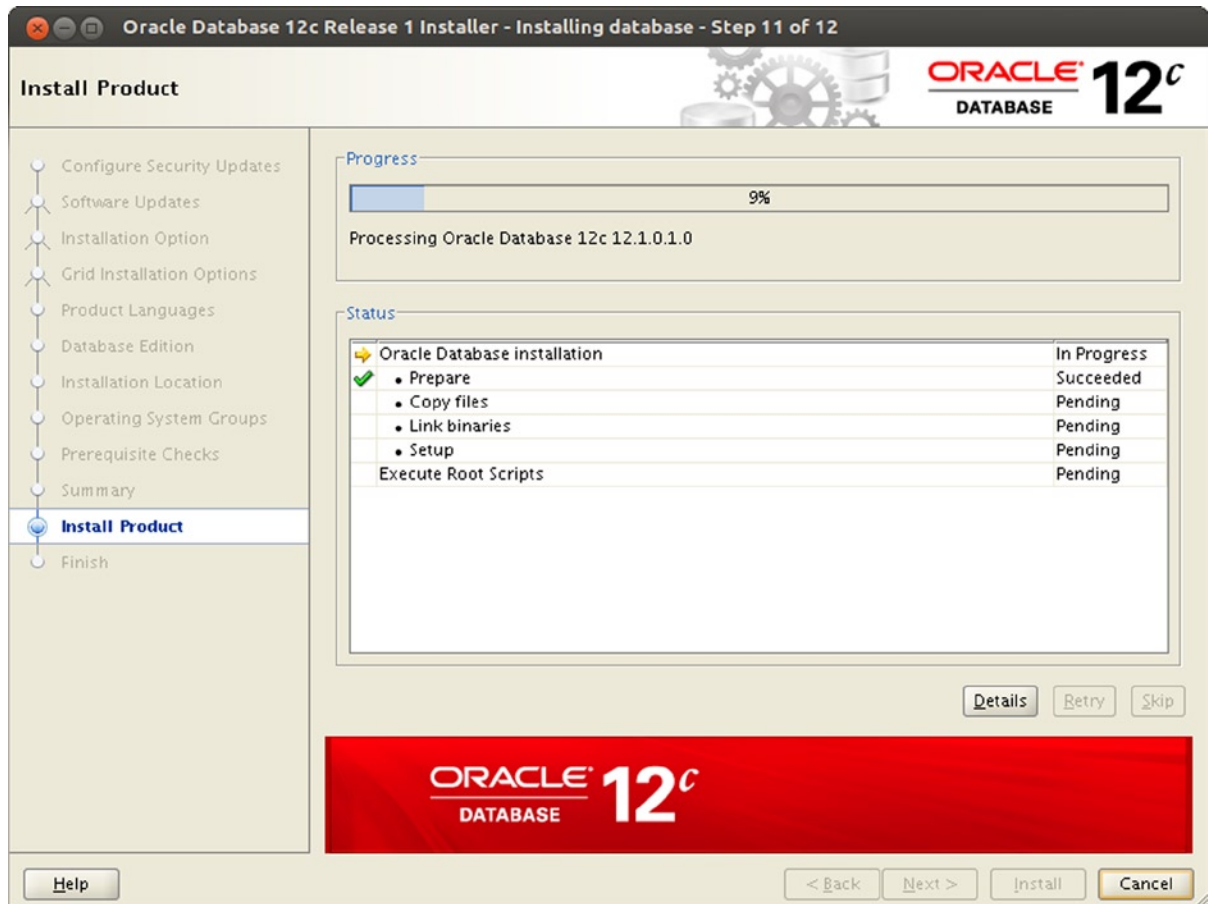 Oracle Database 12c Release 1 Installer - Installing database - Step 11 of 12
Install Product
ORACLE DATABASE 12c
Configure Security Updates
Software Updates
Installation Option
Grid Installation Options
Product Languages
Database Edition
Installation Location
Operating System Groups
Prerequisite Checks
Summary
Install Product
Finish
Progress
9%
Processing Oracle Database 12c 12.1.0.1.0
Status
Oracle Database installation In Progress
• Prepare Succeeded
• Copy files Pending
• Link binaries Pending
• Setup Pending
Execute Root Scripts Pending
Details Retry Skip
ORACLE DATABASE 12c
Help < Back Next > Install Cancel